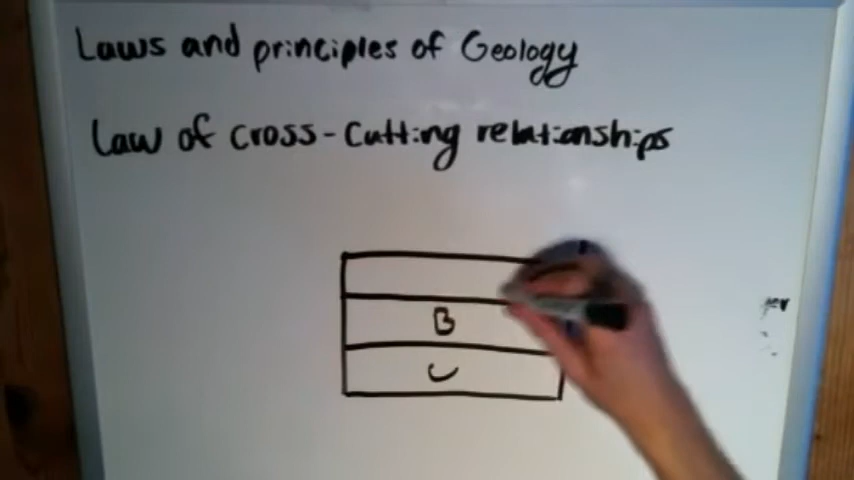 Laws and principles of Geology
Law of cross-cutting relationships
B
C